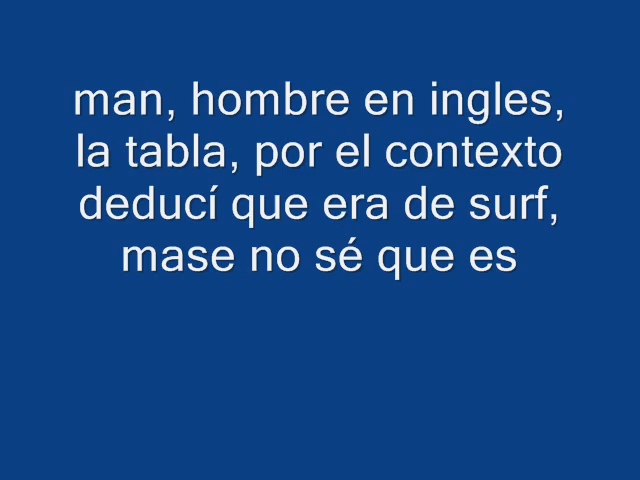 man, hombre en ingles,
la tabla, por el contexto
deducí que era de surf,
mase no sé que es